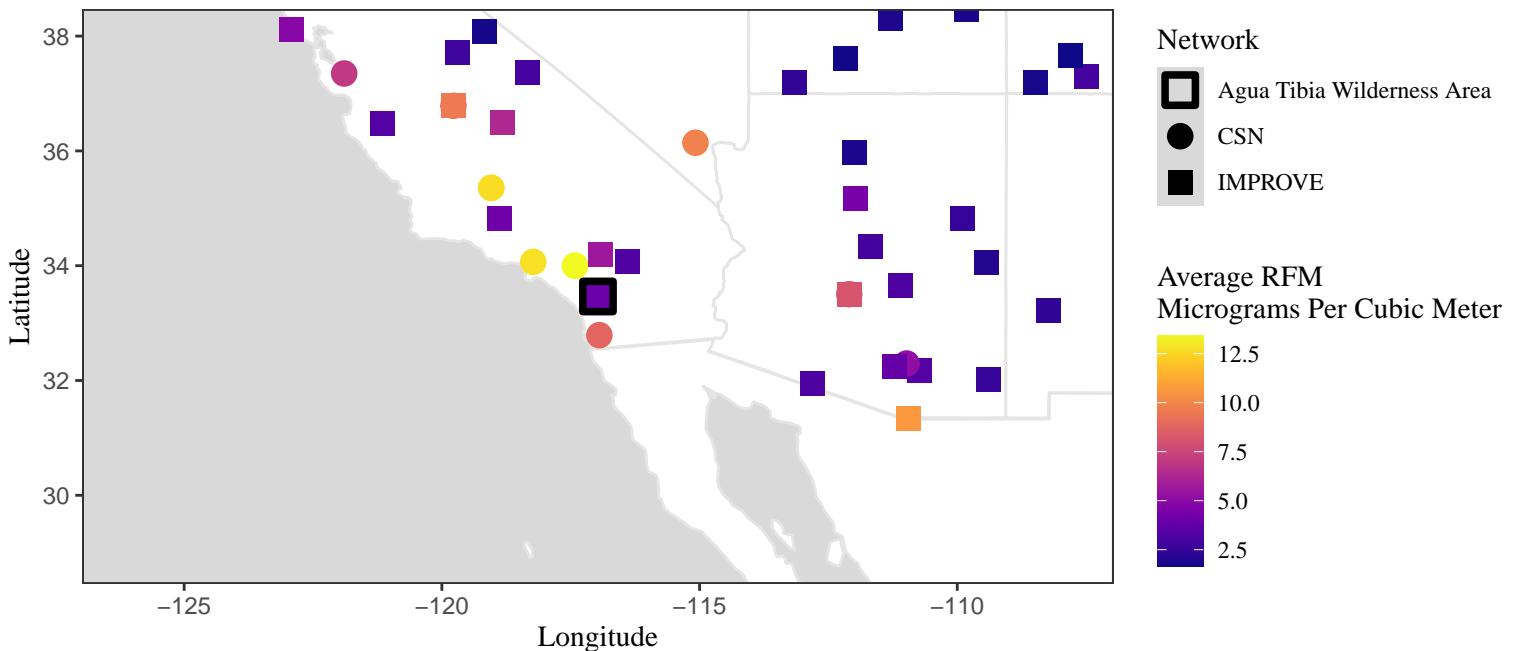 38
36
34
32
30
Latitude
−125
−120
−115
−110
Longitude
Network
Agua Tibia Wilderness Area
CSN
IMPROVE
Average RFM
Micrograms Per Cubic Meter
12.5
10.0
7.5
5.0
2.5